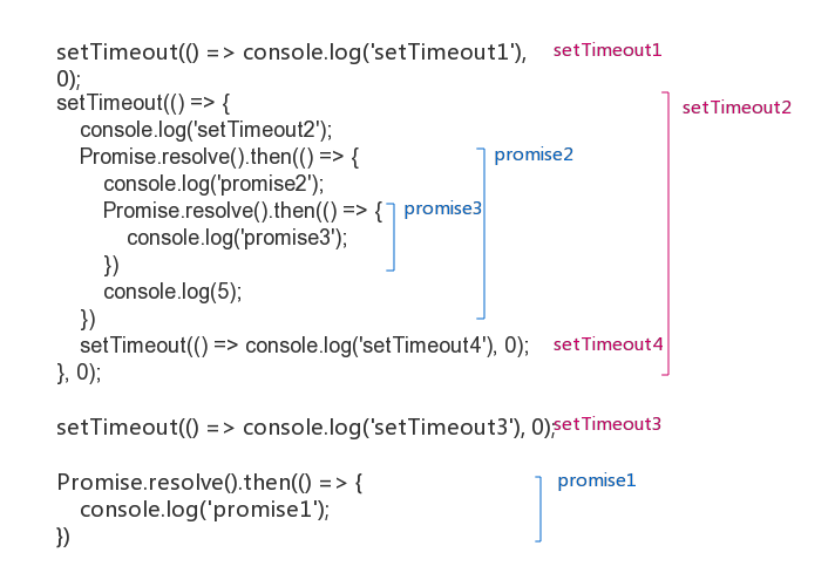 setTimeout(() => console.log('setTimeout1'), setTimeout1
0);
setTimeout(() => { setTimeout2
console.log('setTimeout2');
Promise.resolve().then(() => { promise2
console.log('promise2');
Promise.resolve().then(() => { promise3
console.log('promise3');
})
console.log(5);
})
setTimeout(() => console.log('setTimeout4'), 0); setTimeout4
}, 0);
setTimeout(() => console.log('setTimeout3'), 0); setTimeout3
Promise.resolve().then(() => { promise1
console.log('promise1');
})